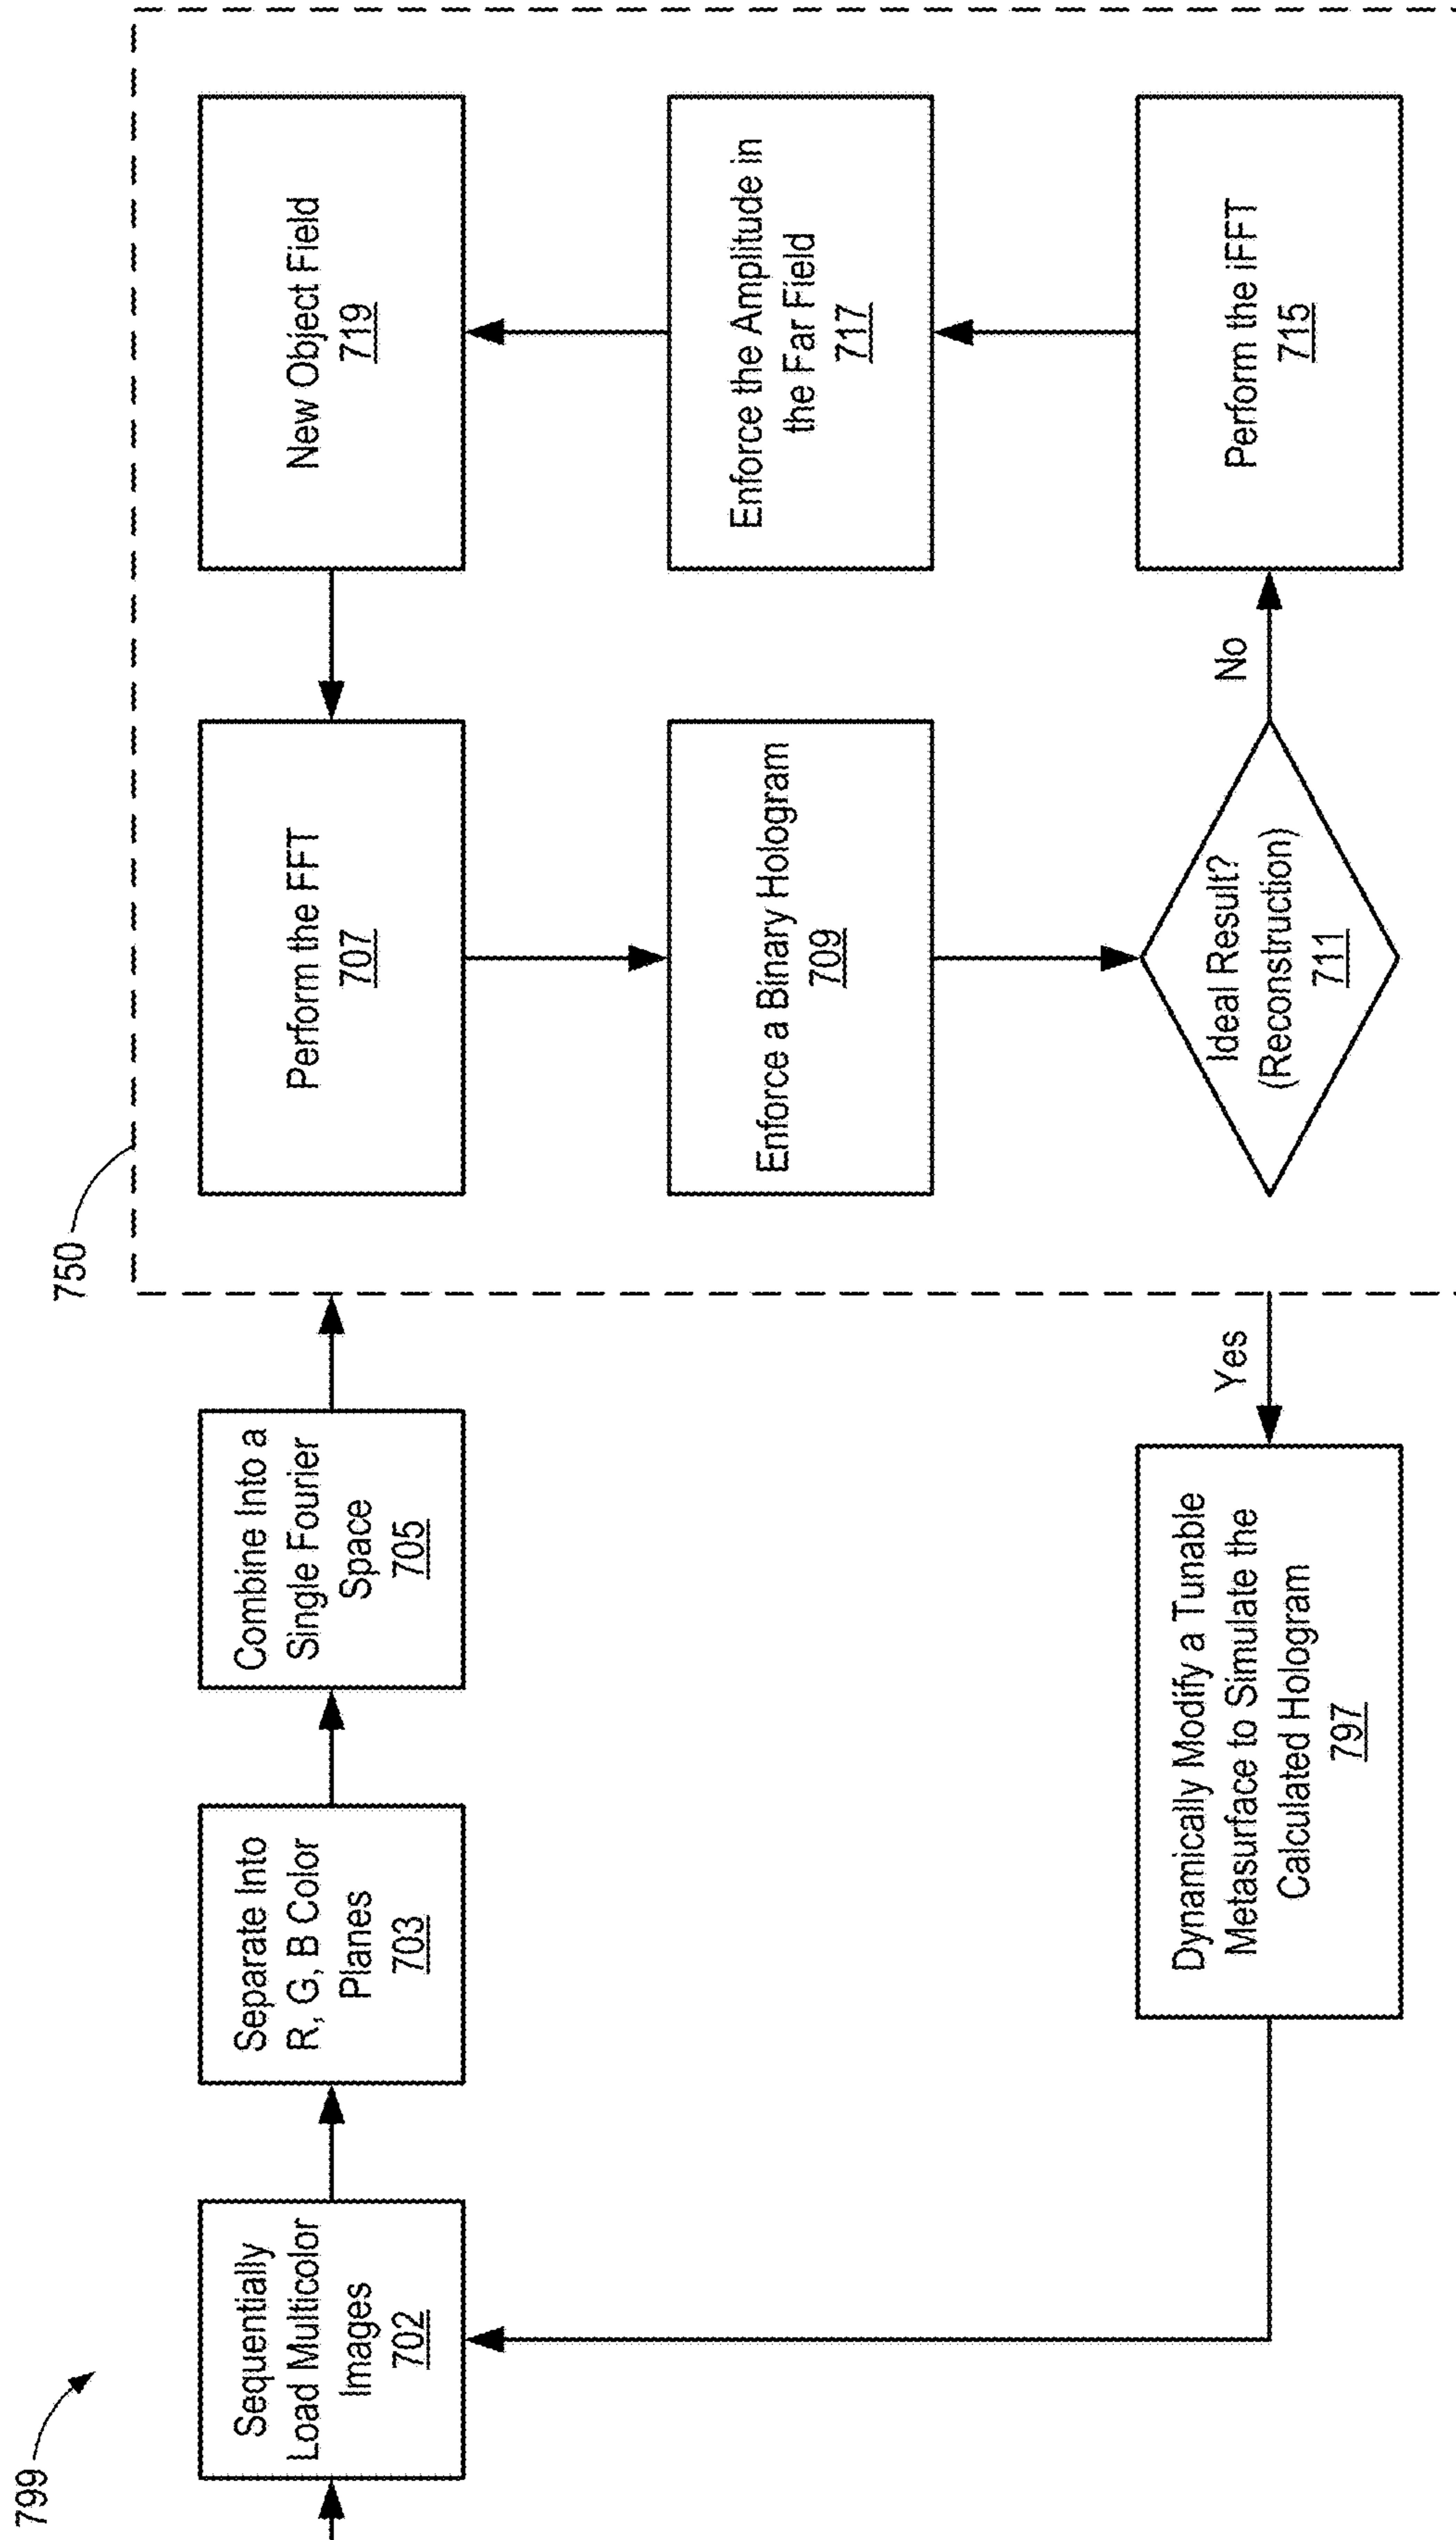 799
Sequentially
Load Multicolor
Images
702
Separate Into
R, G, B Color
Planes
703
Combine Into a
Single Fourier
Space
705
750
Perform the FFT
707
New Object Field
719
Enforce a Binary Hologram
709
Enforce the Amplitude in
the Far Field
717
Ideal Result?
(Reconstruction)
711
No
Perform the iFFT
715
Yes
Dynamically Modify a Tunable
Metasurface to Simulate the
Calculated Hologram
797